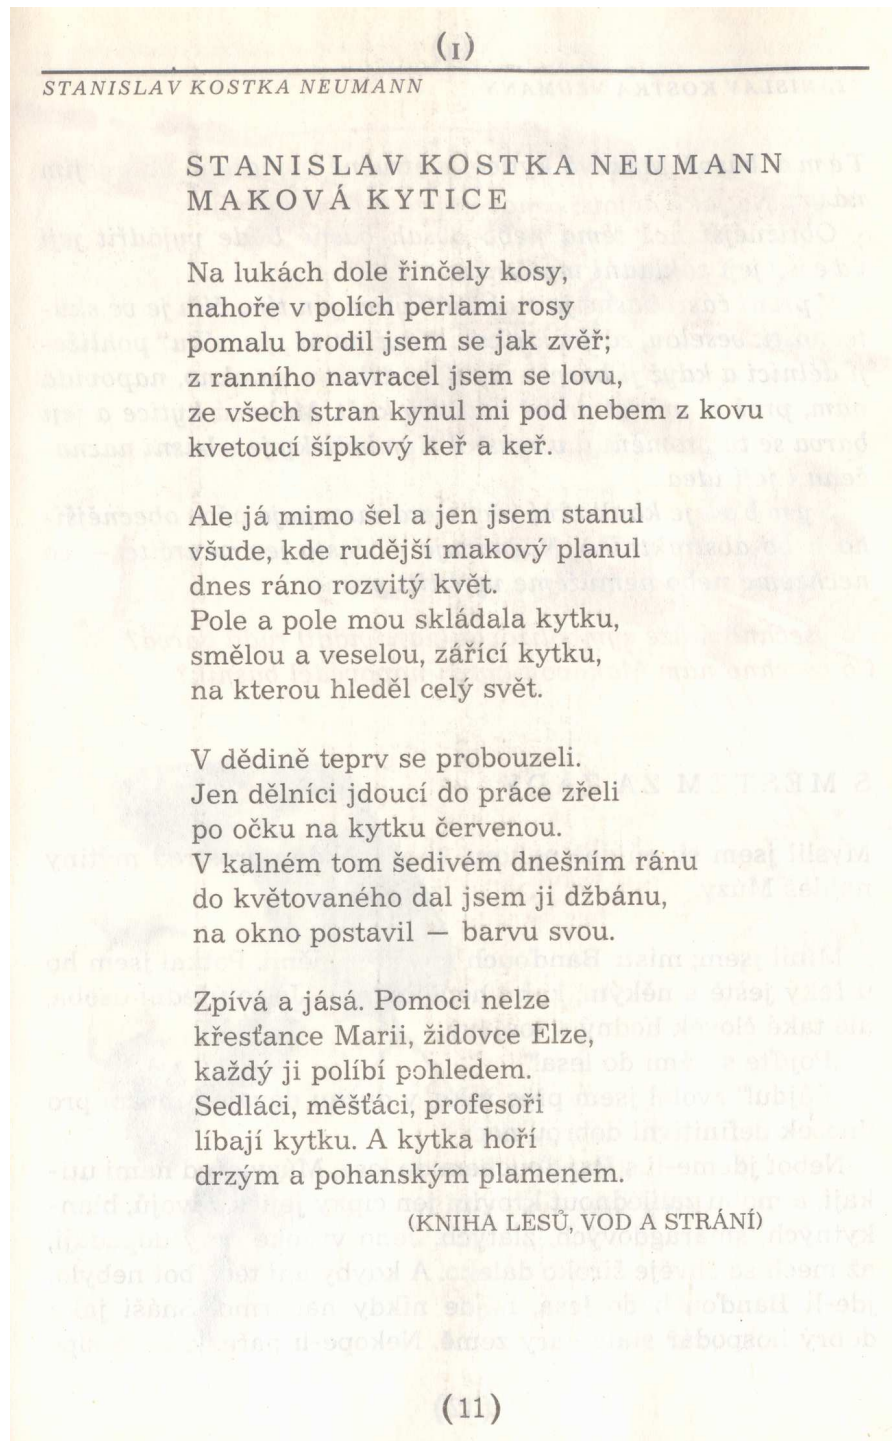 (I)
STANISLAV KOSTKA NEUMANN
STANISLAV KOSTKA NEUMANN
MAKOVÁ KYTICE
Na lukách dole řinčely kosy,
nahoře v polích perlami rosy
pomalu brodil jsem se jak zvěř;
z ranního navracel jsem se lovu,
ze všech stran kynul mi pod nebem z kovu
kvetoucí šípkový keř a keř.
Ale já mimo šel a jen jsem stanul
všude, kde rudější makový planul
dnes ráno rozvitý květ.
Pole a pole mou skládala kytku,
smělou a veselou, zářící kytku,
na kterou hleděl celý svět.
V dědině teprv se probouzeli.
Jen dělníci jdoucí do práce zřeli
po očku na kytku červenou.
V kalném tom šedivém dnešním ránu
do květovaného dal jsem ji džbánu,
na okno postavil — barvu svou.
Zpívá a jásá. Pomoci nelze
křesťance Marii, židovce Elze,
každý ji políbí pohledem.
Sedláci, měšťáci, profesoři
líbají kytku. A kytka hoří
drzým a pohanským plamenem.
(KNIHA LESŮ, VOD A STRÁNÍ)
(11)